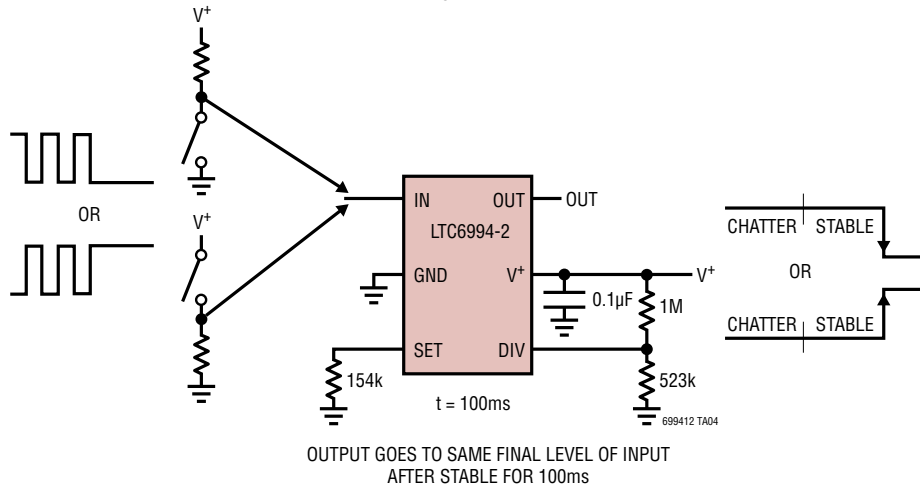 V+
OR
V+
IN
OUT
OUT
LTC6994-2
GND
V+
V+
0.1µF
1M
SET
DIV
154k
523k
t = 100ms
699412 TA04
CHATTER
STABLE
OR
CHATTER
STABLE
OUTPUT GOES TO SAME FINAL LEVEL OF INPUT
AFTER STABLE FOR 100ms